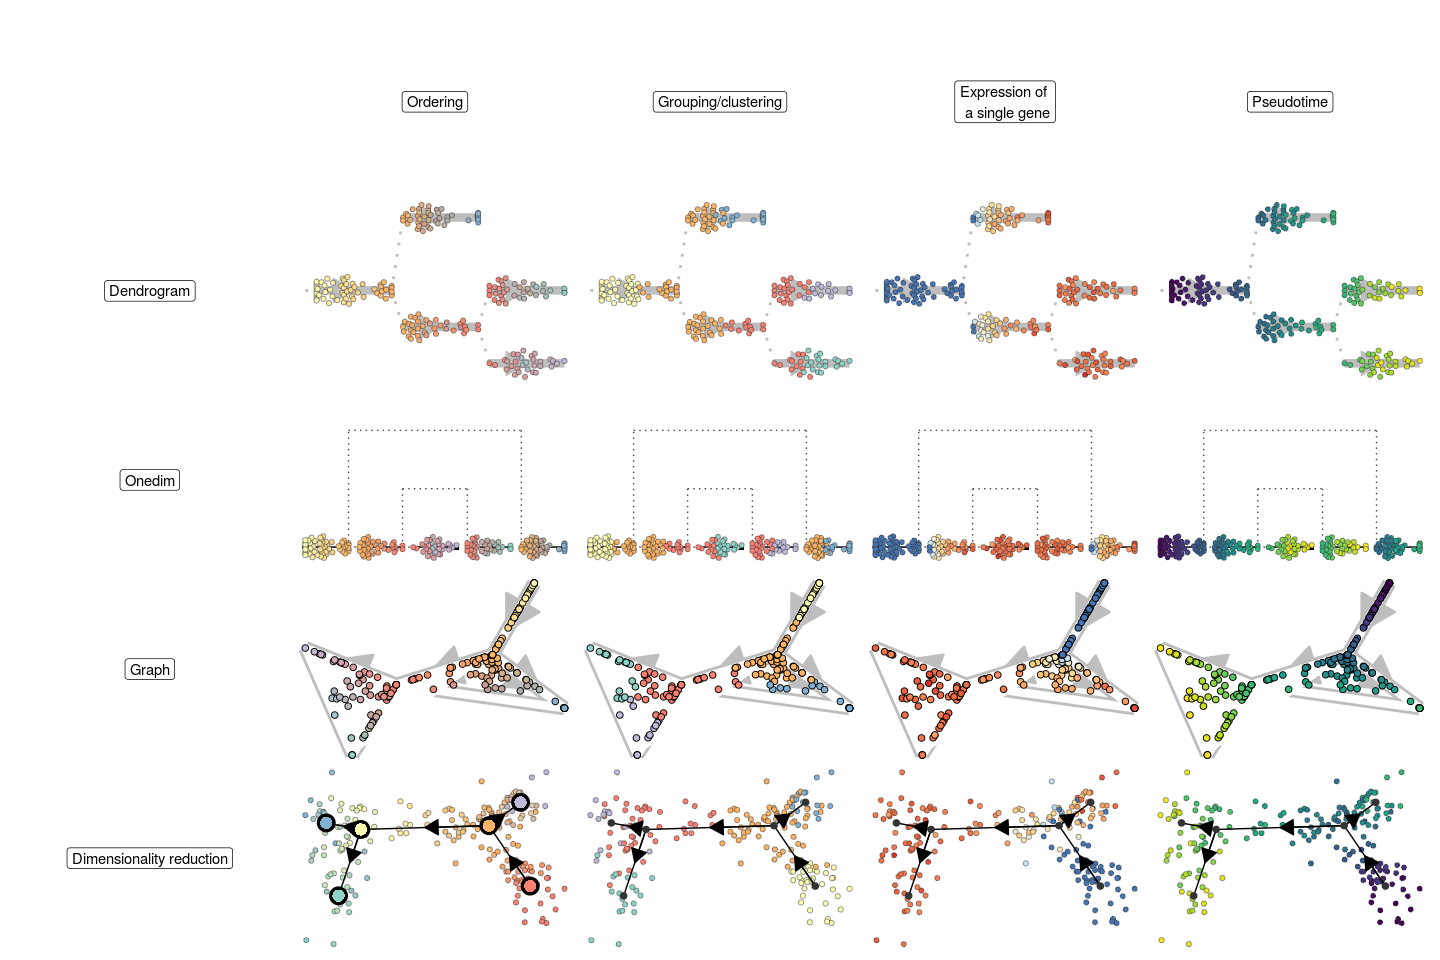 Ordering
Grouping/clustering
Expression of
a single gene
Pseudotime
Dendrogram
Onedim
Graph
Dimensionality reduction